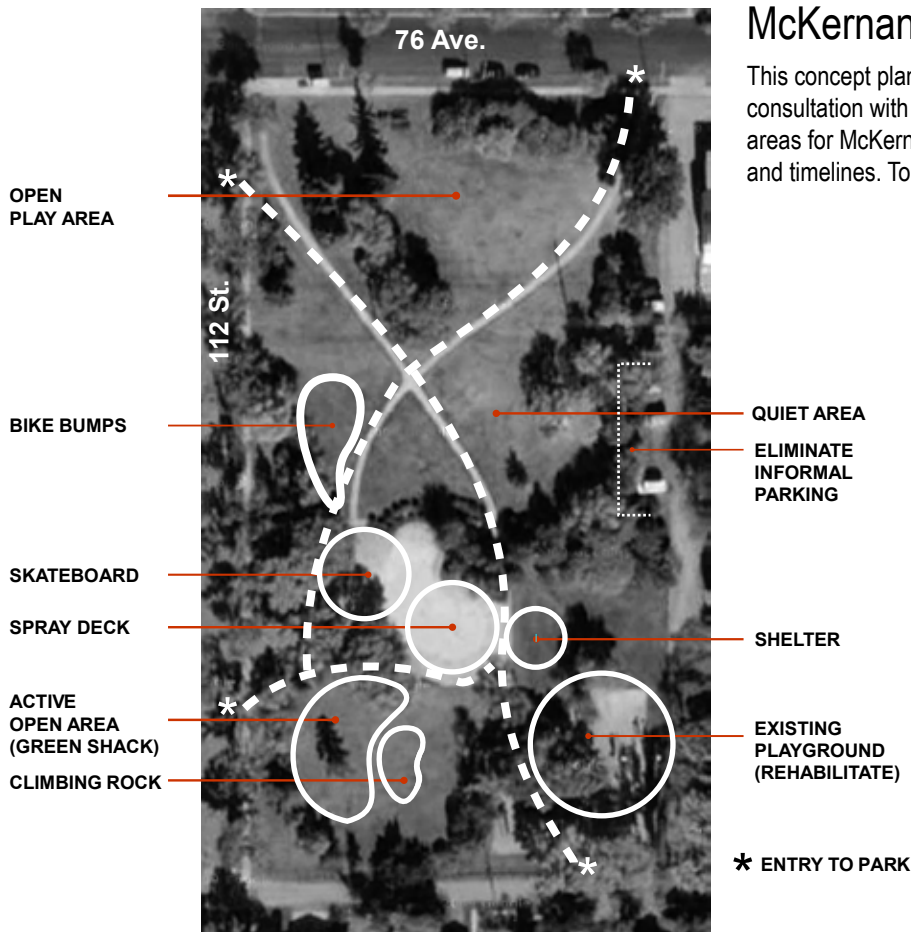 McKernan
This concept plan
consultation with
areas for McKern
and timelines. To
76 Ave.
*
*
OPEN
PLAY AREA
112 St.
BIKE BUMPS
QUIET AREA
ELIMINATE
INFORMAL
PARKING
SKATEBOARD
SPRAY DECK
SHELTER
*
ACTIVE
OPEN AREA
(GREEN SHACK)
CLIMBING ROCK
EXISTING
PLAYGROUND
(REHABILITATE)
*
* ENTRY TO PARK